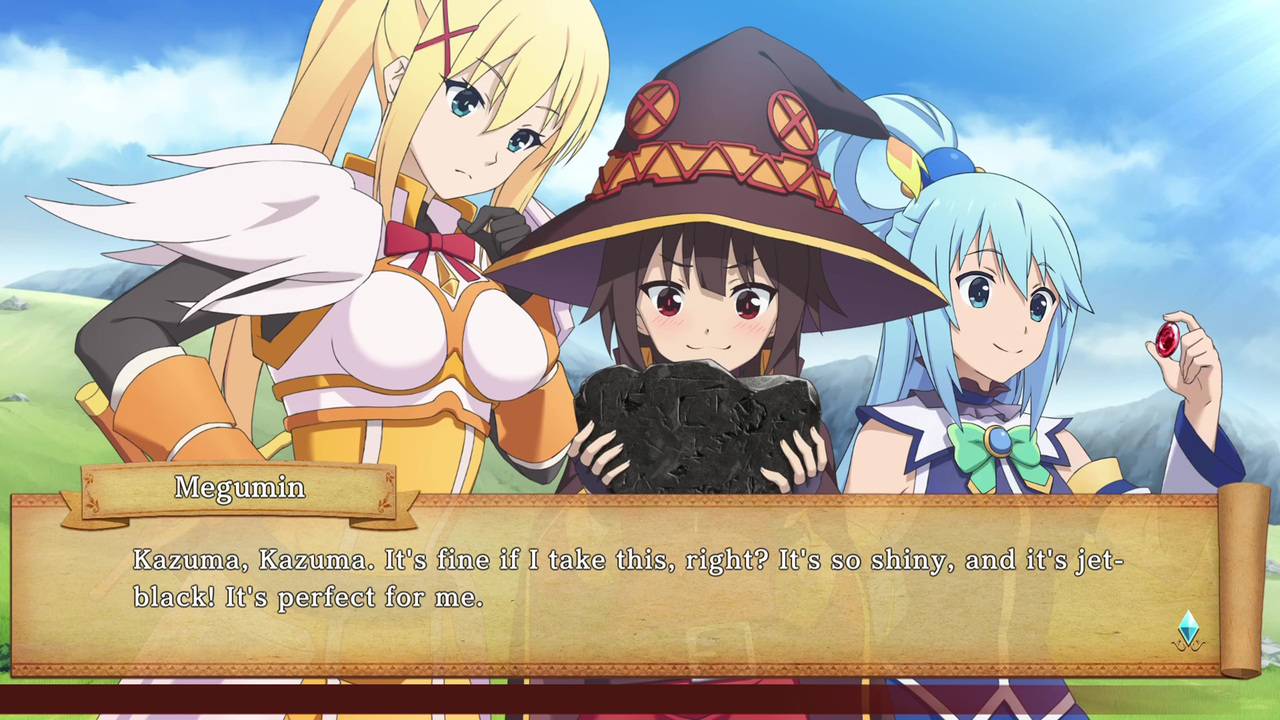 Megumin
Kazuma, Kazuma. It's fine if I take this, right? It's so shiny, and it's jet-
black! It's perfect for me.